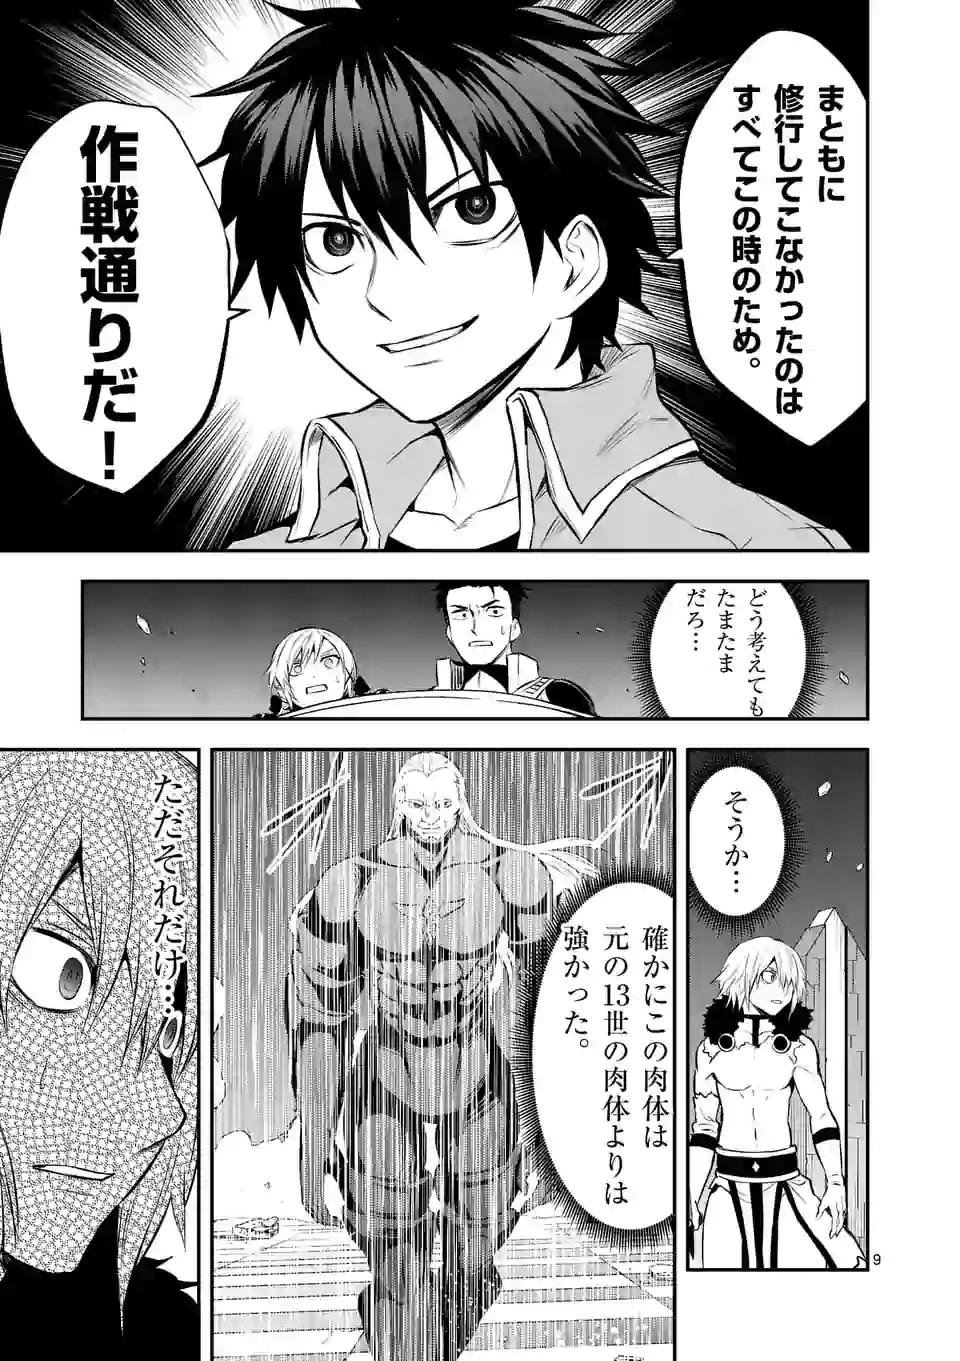 まともに
修行してこなかったのは
すべてこの時のため。
作戦通りだ！
どう考えても
たまたま
だろ…
そうか…
確かにこの肉体は
元の13世の肉体よりは
強かった。
ただそれだけ…
9